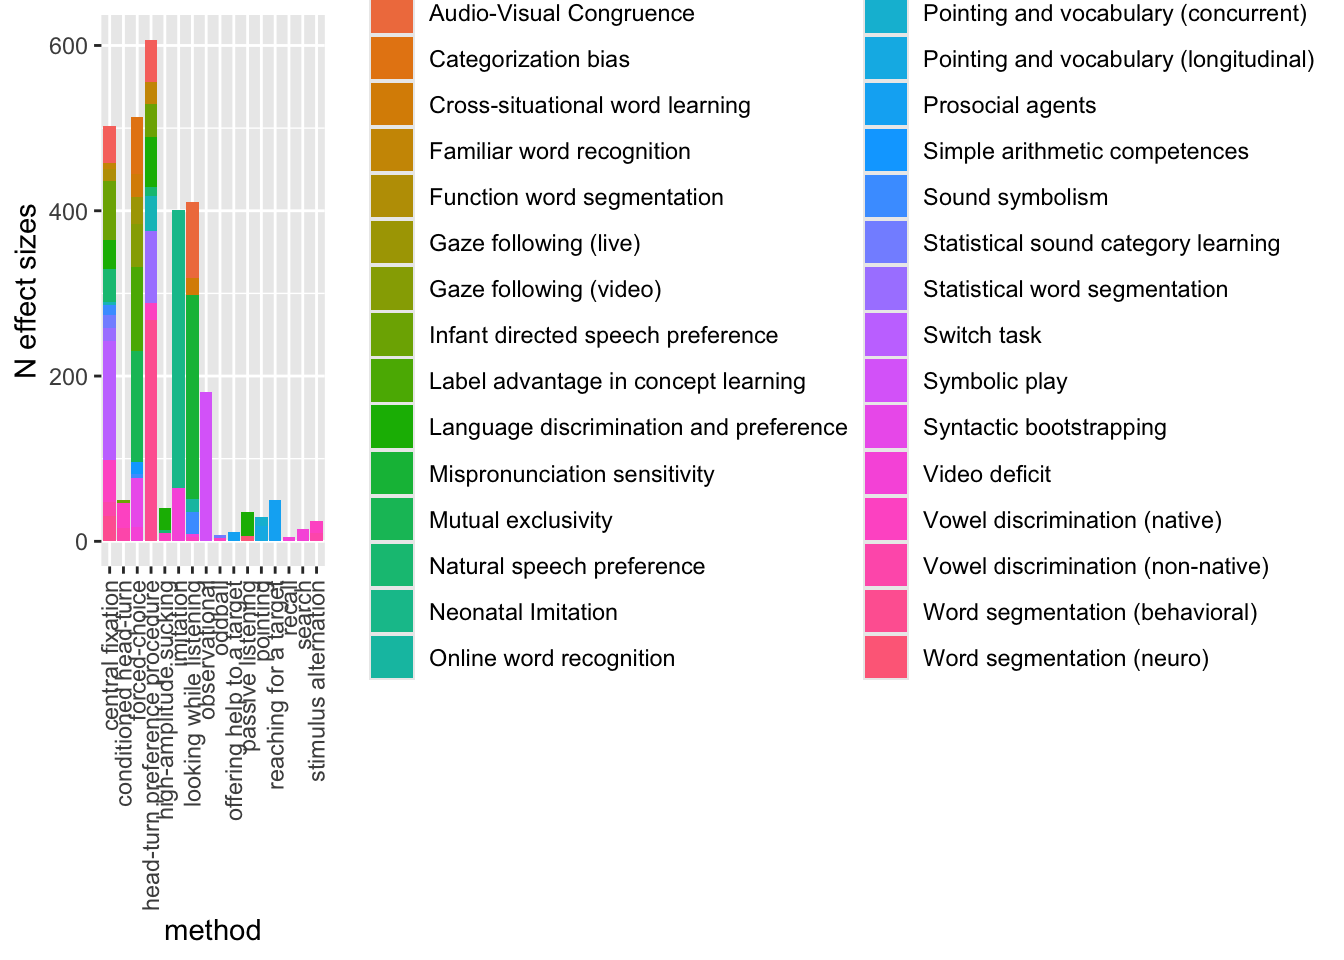 N effect sizes
600
400
200
0
central fixation
conditioned head-turn
forced-choice
head-turn preference procedure
high-amplitude sucking
imitation
looking while listening
observational
oddball
offering help to a target
passive listening
pointing
reaching for a target
recall
search
stimulus alternation
method
Audio-Visual Congruence
Categorization bias
Cross-situational word learning
Familiar word recognition
Function word segmentation
Gaze following (live)
Gaze following (video)
Infant directed speech preference
Label advantage in concept learning
Language discrimination and preference
Mispronunciation sensitivity
Mutual exclusivity
Natural speech preference
Neonatal Imitation
Online word recognition
Pointing and vocabulary (concurrent)
Pointing and vocabulary (longitudinal)
Prosocial agents
Simple arithmetic competences
Sound symbolism
Statistical sound category learning
Statistical word segmentation
Switch task
Symbolic play
Syntactic bootstrapping
Video deficit
Vowel discrimination (native)
Vowel discrimination (non-native)
Word segmentation (behavioral)
Word segmentation (neuro)